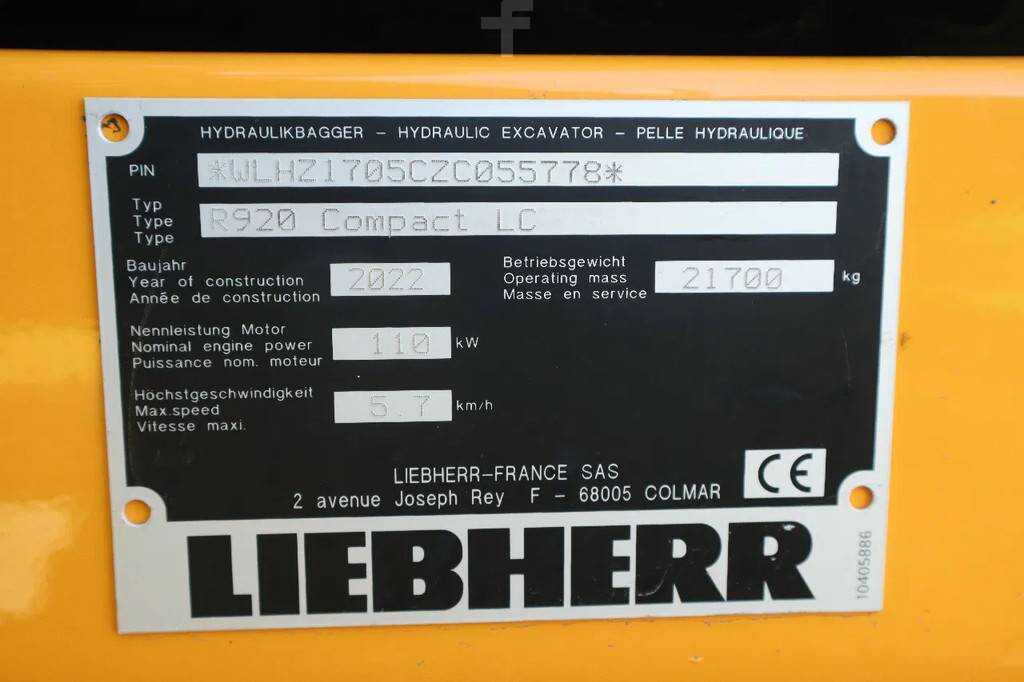 f
HYDRAULIKBAGGER - HYDRAULIC EXCAVATOR - PELLE HYDRAULIQUE
PIN *WLHZ1705CZC055778*
Typ
Type R920 Compact LC
Type
Baujahr
Year of construction 2022
Année de construction
Betriebsgewicht
Operating mass 21700 kg
Masse en service
Nennleistung Motor
Nominal engine power 110 kW
Puissance nom. moteur
Höchstgeschwindigkeit
Max.speed 5.7 km/h
Vitesse maxi.
LIEBHERR-FRANCE SAS
2 avenue Joseph Rey F - 68005 COLMAR
CE
LIEBHERR
10405886